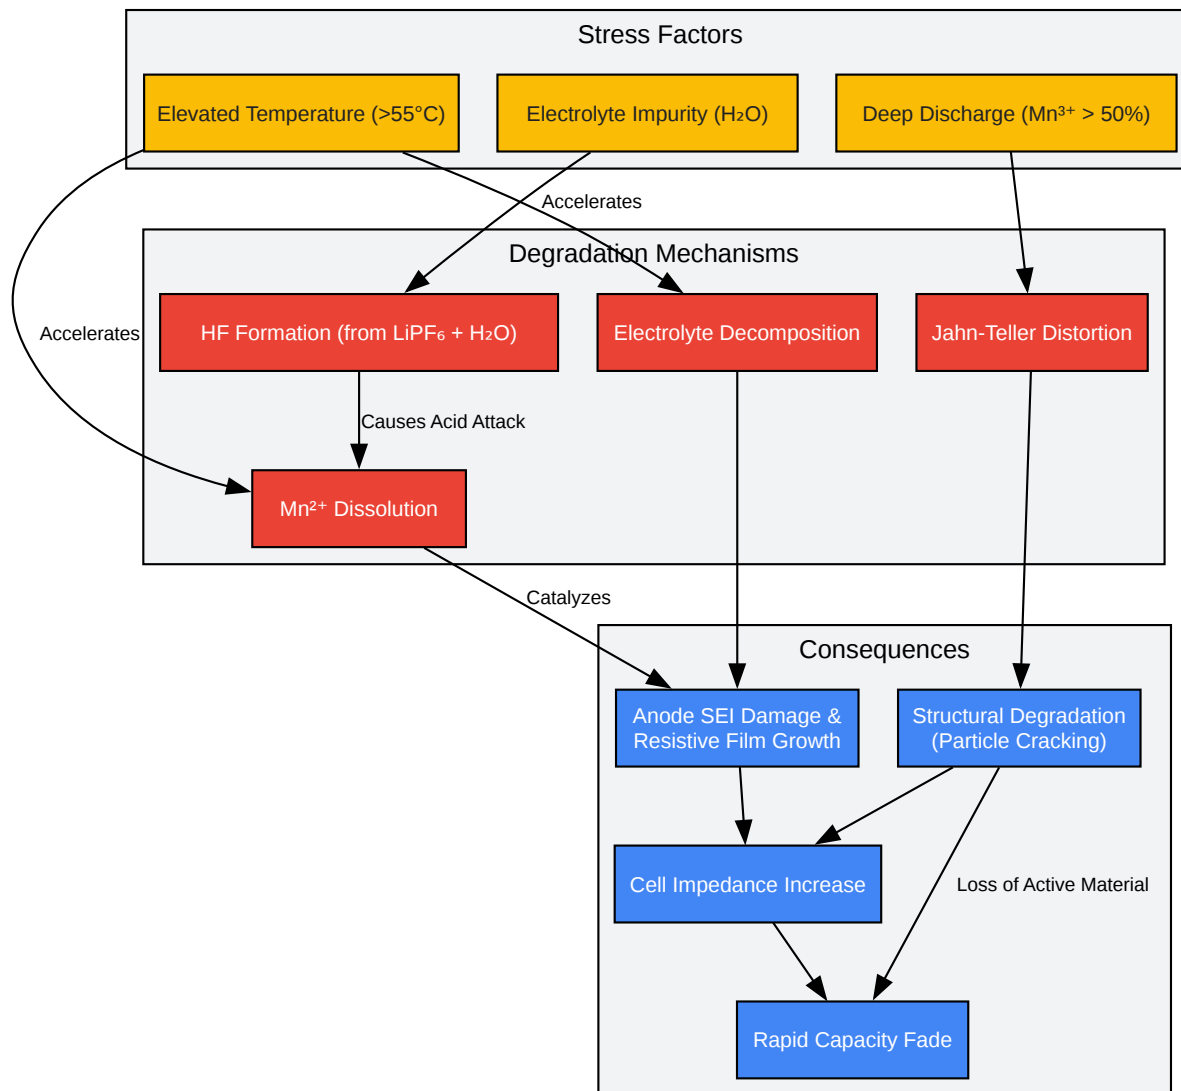 Stress Factors
Elevated Temperature (>55°C)
Electrolyte Impurity (H₂O)
Deep Discharge (Mn³⁺ > 50%)
Accelerates
Degradation Mechanisms
HF Formation (from LiPF₆ + H₂O)
Electrolyte Decomposition
Jahn-Teller Distortion
Accelerates
Causes Acid Attack
Mn²⁺ Dissolution
Catalyzes
Consequences
Anode SEI Damage &
Resistive Film Growth
Structural Degradation
(Particle Cracking)
Cell Impedance Increase
Loss of Active Material
Rapid Capacity Fade